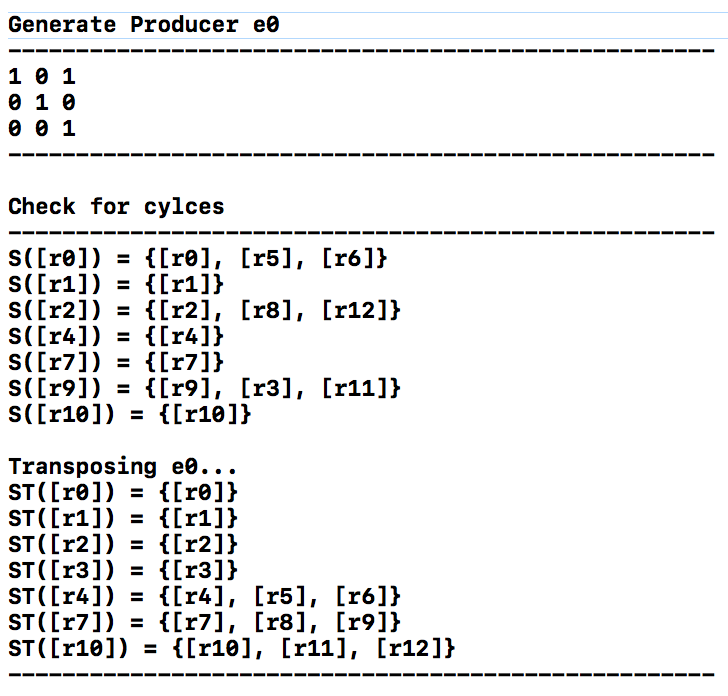 Generate Producer e0
----------------------------------------------------
1 0 1
0 1 0
0 0 1
----------------------------------------------------
Check for cylces
----------------------------------------------------
S([r0]) = {[r0], [r5], [r6]}
S([r1]) = {[r1]}
S([r2]) = {[r2], [r8], [r12]}
S([r4]) = {[r4]}
S([r7]) = {[r7]}
S([r9]) = {[r9], [r3], [r11]}
S([r10]) = {[r10]}
Transposing e0...
ST([r0]) = {[r0]}
ST([r1]) = {[r1]}
ST([r2]) = {[r2]}
ST([r3]) = {[r3]}
ST([r4]) = {[r4], [r5], [r6]}
ST([r7]) = {[r7], [r8], [r9]}
ST([r10]) = {[r10], [r11], [r12]}
----------------------------------------------------